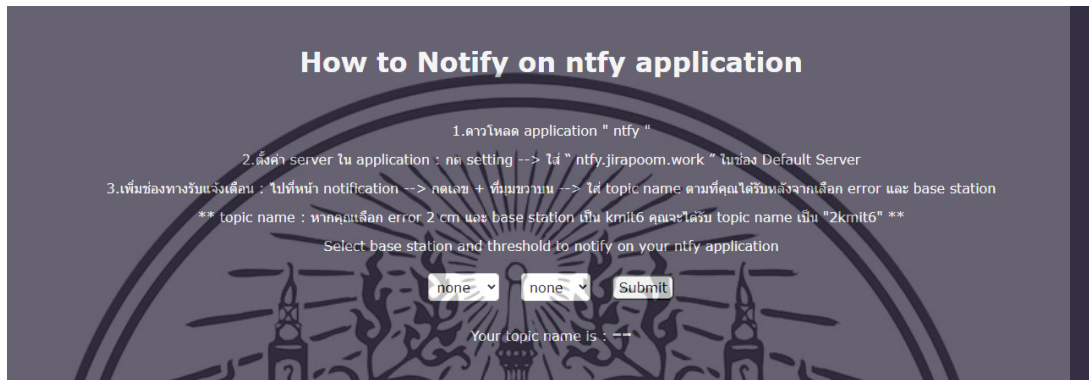 How to Notify on ntfy application
1.ดาวโหลด application " ntfy "
2.ตั้งค่า server ใน application : กด setting --> ใส่ “ ntfy.jirapoom.work ” ในช่อง Default Server
3.เพิ่มช่องทางรับแจ้งเตือน : ไปที่หน้า notification --> กดเลข + ที่มุมขวาบน --> ใส่ topic name ตามที่คุณได้รับหลังจากเลือก error และ base station
** topic name : หากคุณเลือก error 2 cm และ base station เป็น kmit6 คุณจะได้รับ topic name เป็น "2kmit6" **
Select base station and threshold to notify on your ntfy application
none none Submit
Your topic name is : --